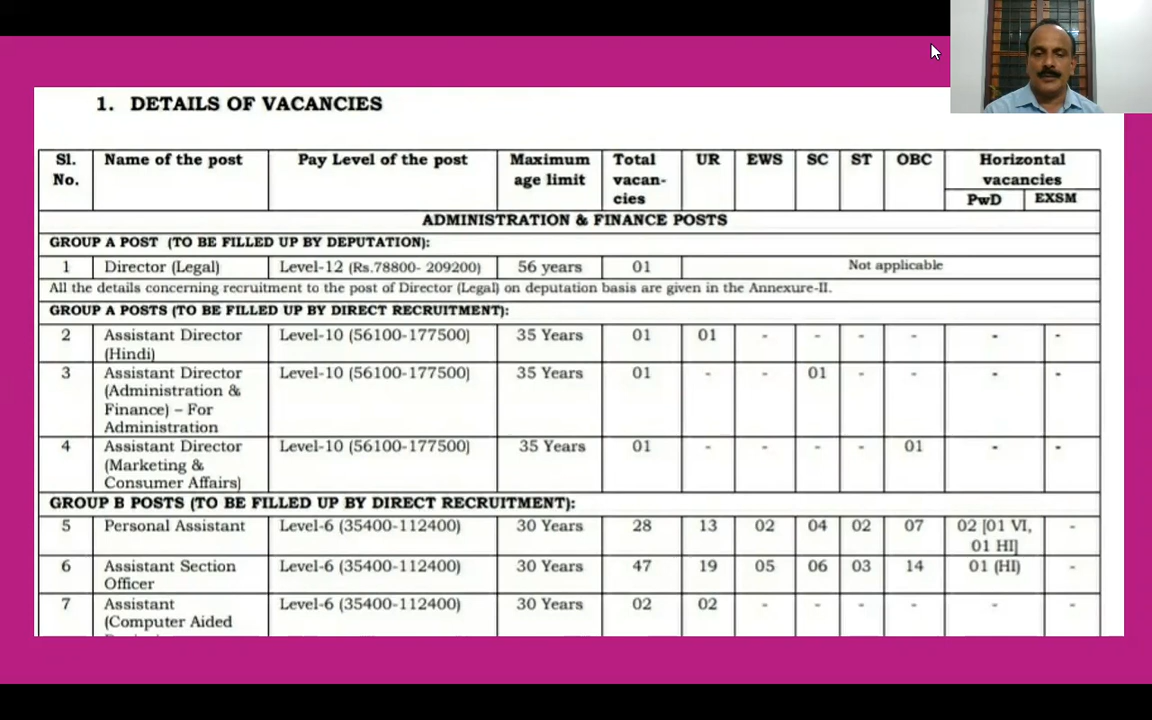 1. DETAILS OF VACANCIES
Sl. Name of the post Pay Level of the post Maximum Total UR EWS SC ST OBC Horizontal
No. age limit vacan- vacancies
cies PwD EXSM
ADMINISTRATION & FINANCE POSTS
GROUP A POST (TO BE FILLED UP BY DEPUTATION):
1 Director (Legal) Level-12 (Rs.78800- 209200) 56 years 01 Not applicable
All the details concerning recruitment to the post of Director (Legal) on deputation basis are given in the Annexure-II.
GROUP A POSTS (TO BE FILLED UP BY DIRECT RECRUITMENT):
2 Assistant Director Level-10 (56100-177500) 35 Years 01 01 - - - - - -
(Hindi)
3 Assistant Director Level-10 (56100-177500) 35 Years 01 - - 01 - - - -
(Administration &
Finance) – For
Administration
4 Assistant Director Level-10 (56100-177500) 35 Years 01 - - - - 01 - -
(Marketing &
Consumer Affairs)
GROUP B POSTS (TO BE FILLED UP BY DIRECT RECRUITMENT):
5 Personal Assistant Level-6 (35400-112400) 30 Years 28 13 02 04 02 07 02 [01 VI, -
01 HI]
6 Assistant Section Level-6 (35400-112400) 30 Years 47 19 05 06 03 14 01 (HI) -
Officer
7 Assistant Level-6 (35400-112400) 30 Years 02 02 - - - - - -
(Computer Aided